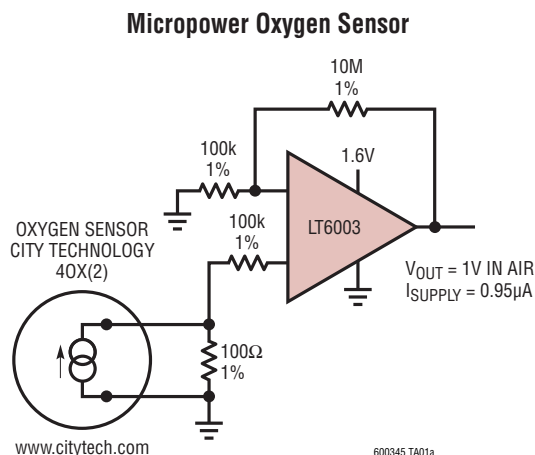 Micropower Oxygen Sensor
10M
1%
100k
1%
1.6V
100k
1%
LT6003
OXYGEN SENSOR
CITY TECHNOLOGY
40X(2)
VOUT = 1V IN AIR
ISUPPLY = 0.95µA
100Ω
1%
www.citytech.com
600345 TA01a